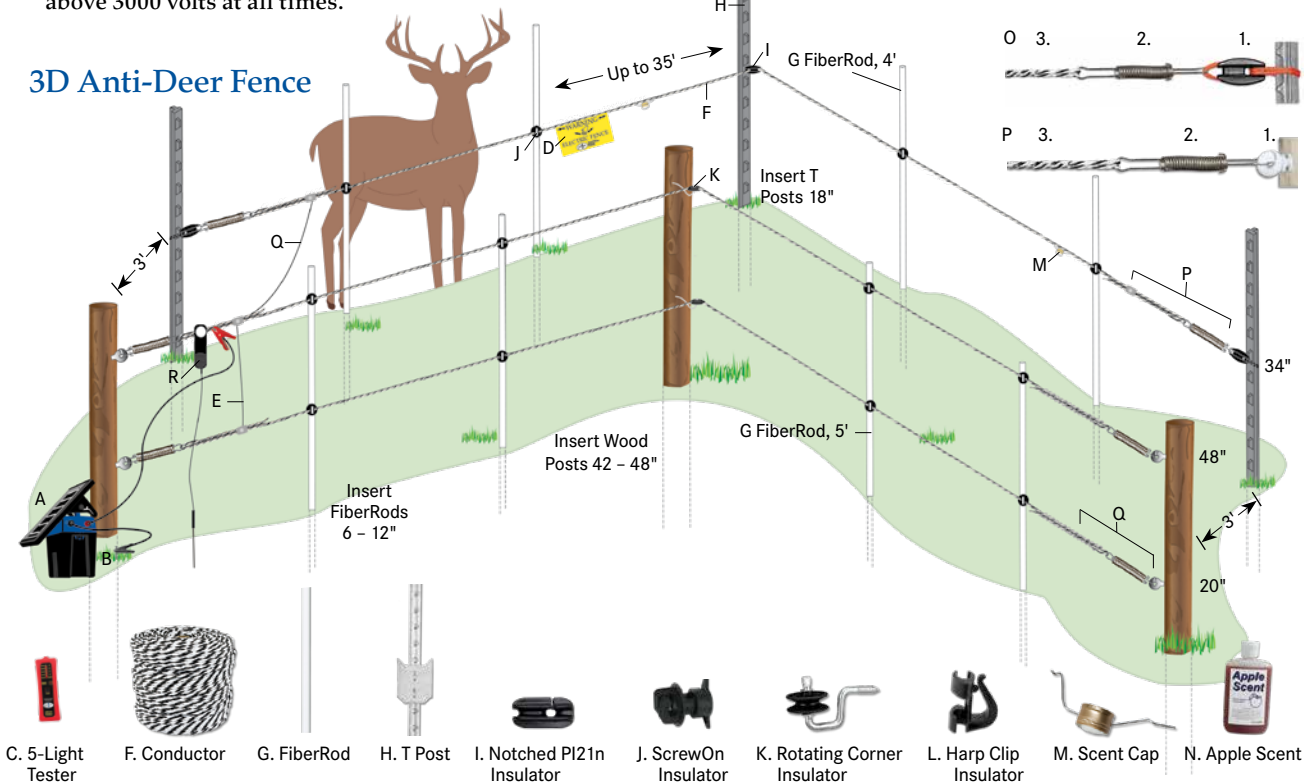 above 3000 volts at all times.
3D Anti-Deer Fence
H
I
Up to 35'
G FiberRod, 4'
F
J
D
WARNING
ELECTRIC FENCE
K
Insert T
Posts 18"
O 3. 2. 1.
P 3. 2. 1.
Q
3'
M
P
34"
R
E
G FiberRod, 5'
48"
Insert Wood
Posts 42 – 48"
A
Insert
FiberRods
6 – 12"
Q
3'
B
20"
Apple
Scent
C. 5-Light
Tester
F. Conductor
G. FiberRod
H. T Post
I. Notched PI21n
Insulator
J. ScrewOn
Insulator
K. Rotating Corner
Insulator
L. Harp Clip
Insulator
M. Scent Cap
N. Apple Scent